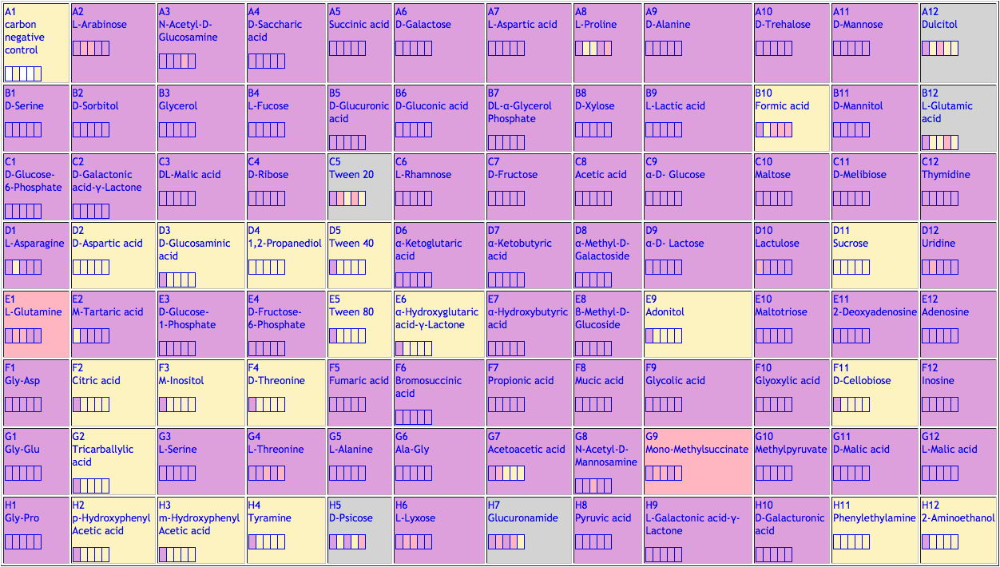 A1
carbon
negative
control
A2
L-Arabinose
A3
N-Acetyl-D-
Glucosamine
A4
D-Saccharic
acid
A5
Succinic acid
A6
D-Galactose
A7
L-Aspartic acid
A8
L-Proline
A9
D-Alanine
A10
D-Trehalose
A11
D-Mannose
A12
Dulcitol
B1
D-Serine
B2
D-Sorbitol
B3
Glycerol
B4
L-Fucose
B5
D-Glucuronic
acid
B6
D-Gluconic acid
B7
DL-α-Glycerol
Phosphate
B8
D-Xylose
B9
L-Lactic acid
B10
Formic acid
B11
D-Mannitol
B12
L-Glutamic
acid
C1
D-Glucose-
6-Phosphate
C2
D-Galactonic
acid-γ-Lactone
C3
DL-Malic acid
C4
D-Ribose
C5
Tween 20
C6
L-Rhamnose
C7
D-Fructose
C8
Acetic acid
C9
α-D- Glucose
C10
Maltose
C11
D-Melibiose
C12
Thymidine
D1
L-Asparagine
D2
D-Aspartic acid
D3
D-Glucosaminic
acid
D4
1,2-Propanediol
D5
Tween 40
D6
α-Ketoglutaric
acid
D7
α-Ketobutyric
acid
D8
α-Methyl-D-
Galactoside
D9
α-D- Lactose
D10
Lactulose
D11
Sucrose
D12
Uridine
E1
L-Glutamine
E2
M-Tartaric acid
E3
D-Glucose-
1-Phosphate
E4
D-Fructose-
6-Phosphate
E5
Tween 80
E6
α-Hydroxyglutaric
acid-γ-Lactone
E7
α-Hydroxybutyric
acid
E8
β-Methyl-D-
Glucoside
E9
Adonitol
E10
Maltotriose
E11
2-Deoxyadenosine
E12
Adenosine
F1
Gly-Asp
F2
Citric acid
F3
M-Inositol
F4
D-Threonine
F5
Fumaric acid
F6
Bromosuccinic
acid
F7
Propionic acid
F8
Mucic acid
F9
Glycolic acid
F10
Glyoxylic acid
F11
D-Cellobiose
F12
Inosine
G1
Gly-Glu
G2
Tricarballylic
acid
G3
L-Serine
G4
L-Threonine
G5
L-Alanine
G6
Ala-Gly
G7
Acetoacetic acid
G8
N-Acetyl-D-
Mannosamine
G9
Mono-Methylsuccinate
G10
Methylpyruvate
G11
D-Malic acid
G12
L-Malic acid
H1
Gly-Pro
H2
p-Hydroxyphenyl
Acetic acid
H3
m-Hydroxyphenyl
Acetic acid
H4
Tyramine
H5
D-Psicose
H6
L-Lyxose
H7
Glucuronamide
H8
Pyruvic acid
H9
L-Galactonic acid-γ-
Lactone
H10
D-Galacturonic
acid
H11
Phenylethylamine
H12
2-Aminoethanol